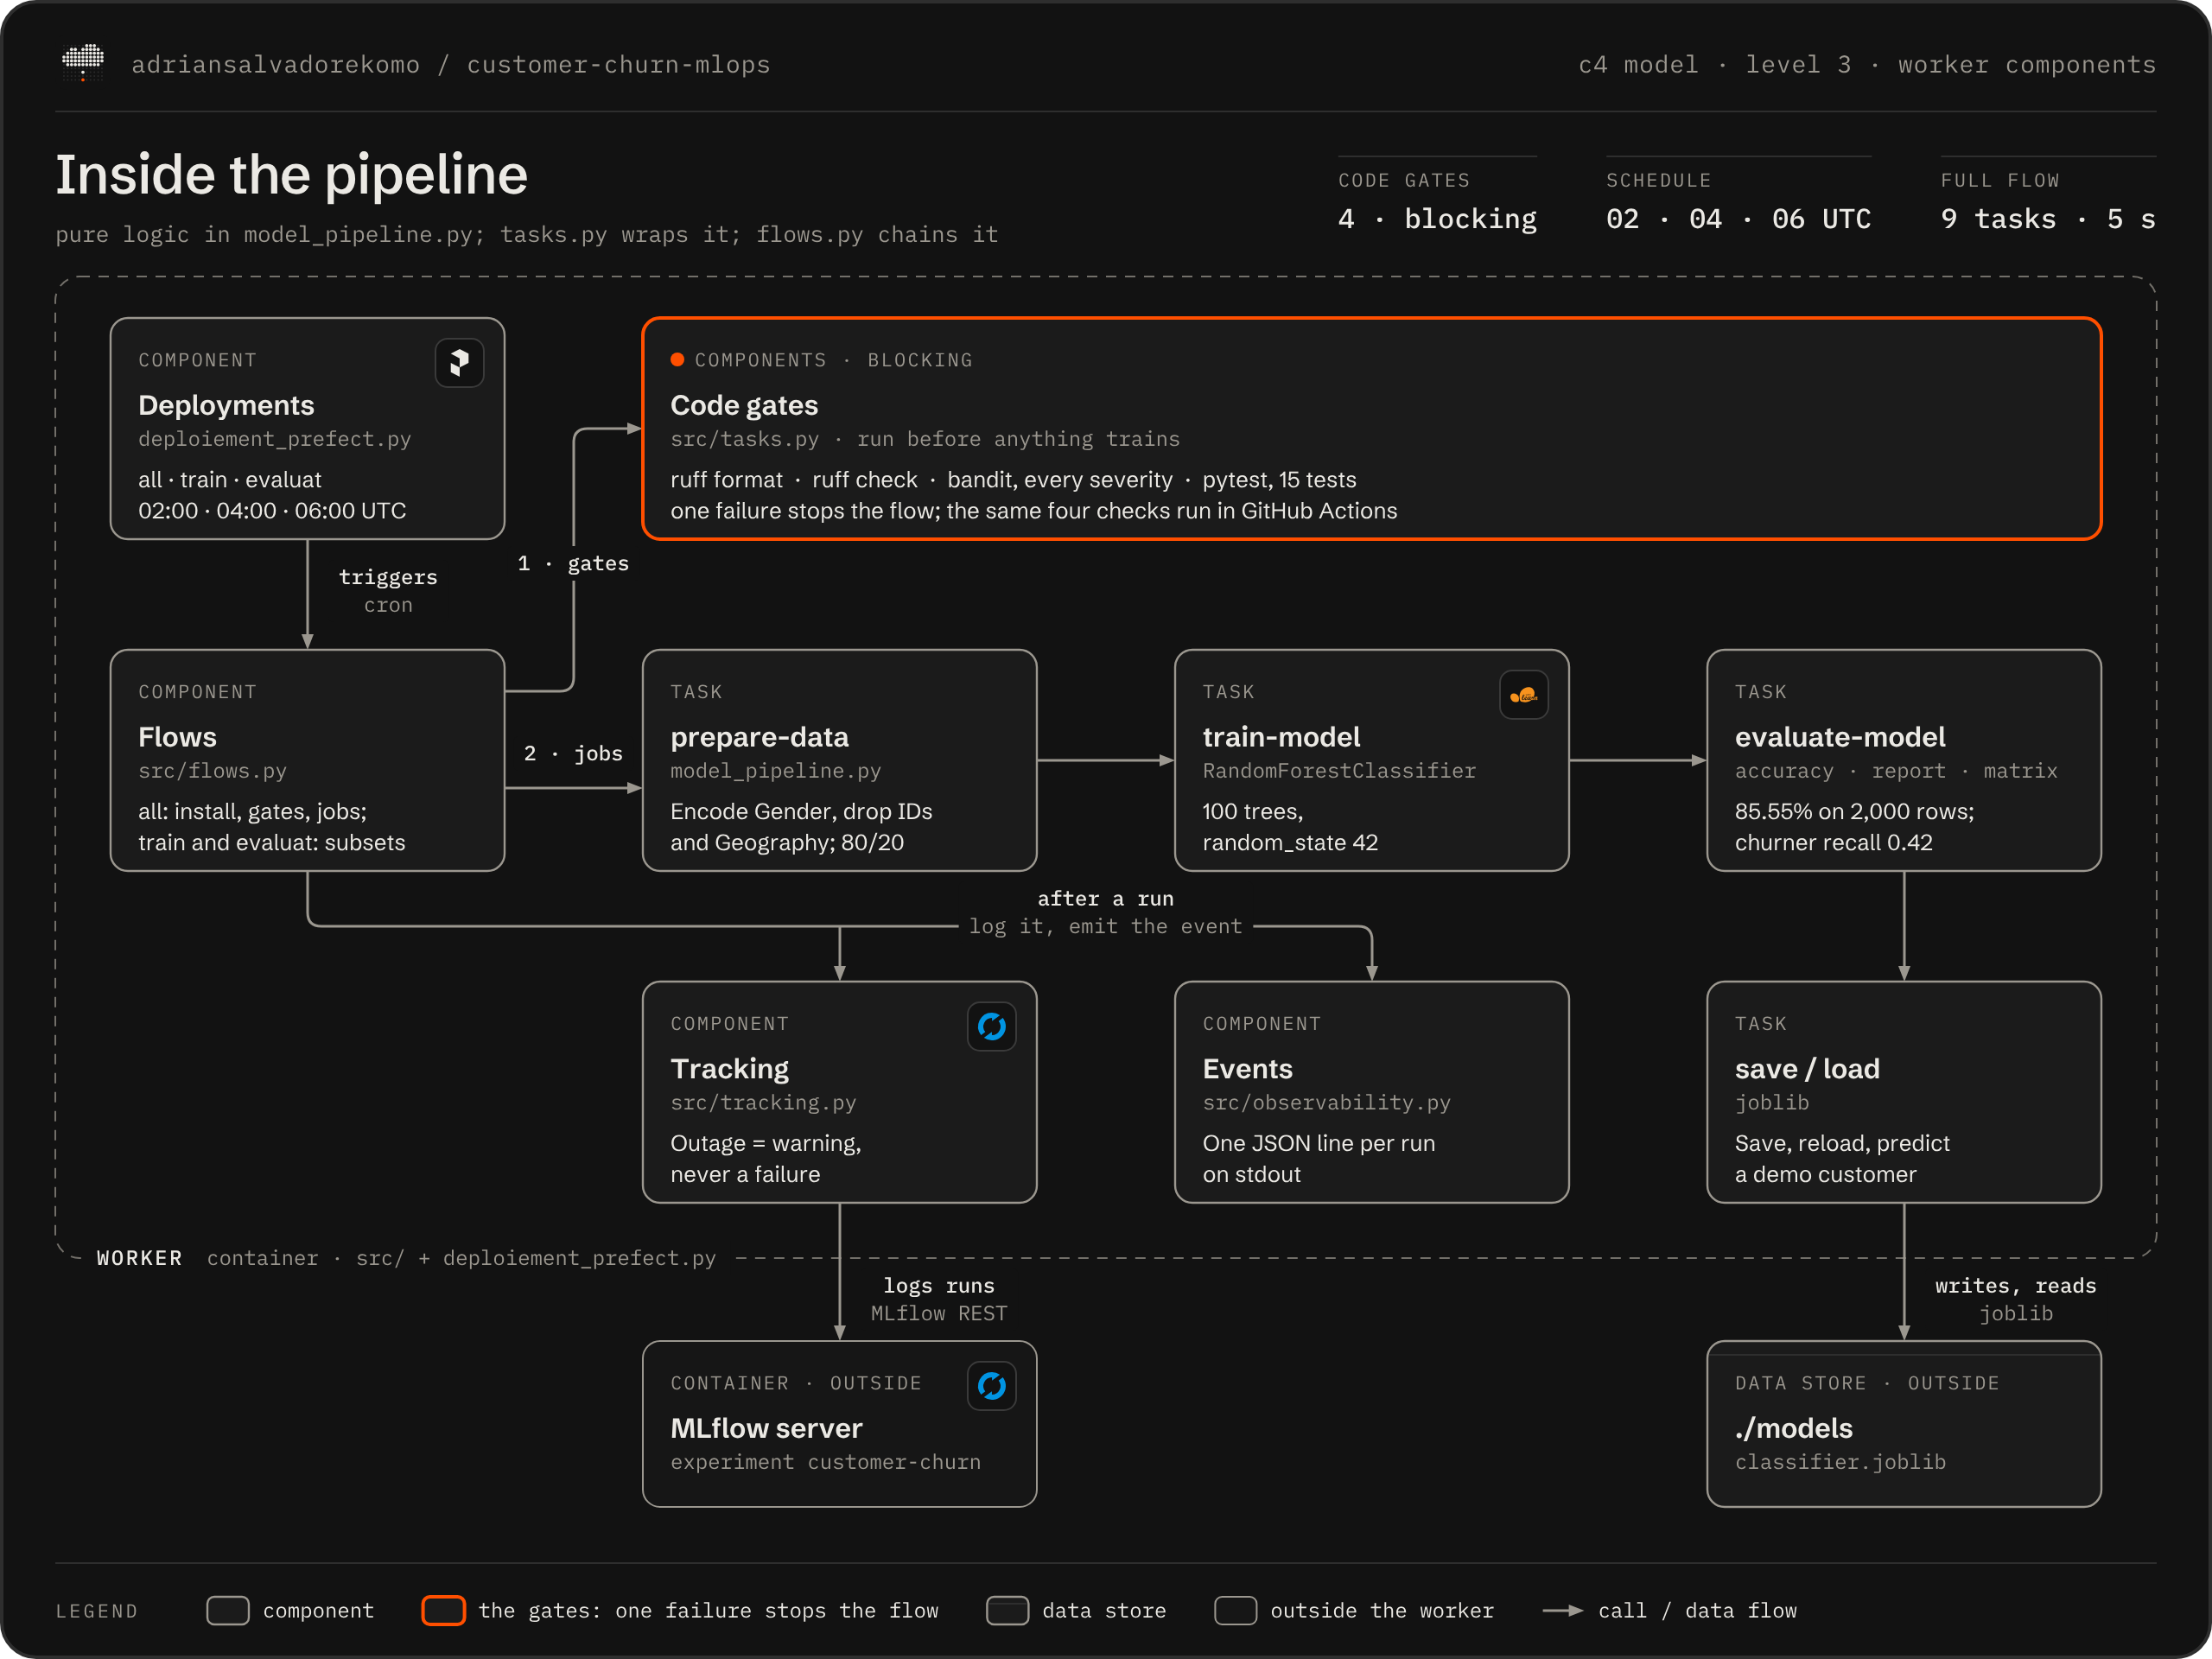 adriansalvadorekomo / customer-churn-mlops
c4 model · level 3 · worker components
Inside the pipeline
pure logic in model_pipeline.py; tasks.py wraps it; flows.py chains it
CODE GATES
4 · blocking
SCHEDULE
02 · 04 · 06 UTC
FULL FLOW
9 tasks · 5 s
COMPONENT
Deployments
deploiement_prefect.py
all · train · evaluat
02:00 · 04:00 · 06:00 UTC
COMPONENTS · BLOCKING
Code gates
src/tasks.py · run before anything trains
ruff format · ruff check · bandit, every severity · pytest, 15 tests
one failure stops the flow; the same four checks run in GitHub Actions
triggers
cron
1 · gates
COMPONENT
Flows
src/flows.py
all: install, gates, jobs;
train and evaluat: subsets
2 · jobs
TASK
prepare-data
model_pipeline.py
Encode Gender, drop IDs
and Geography; 80/20
TASK
train-model
RandomForestClassifier
100 trees,
random_state 42
TASK
evaluate-model
accuracy · report · matrix
85.55% on 2,000 rows;
churner recall 0.42
after a run
log it, emit the event
COMPONENT
Tracking
src/tracking.py
Outage = warning,
never a failure
COMPONENT
Events
src/observability.py
One JSON line per run
on stdout
TASK
save / load
joblib
Save, reload, predict
a demo customer
WORKER container · src/ + deploiement_prefect.py
logs runs
MLflow REST
writes, reads
joblib
CONTAINER · OUTSIDE
MLflow server
experiment customer-churn
DATA STORE · OUTSIDE
./models
classifier.joblib
LEGEND
component
the gates: one failure stops the flow
data store
outside the worker
call / data flow